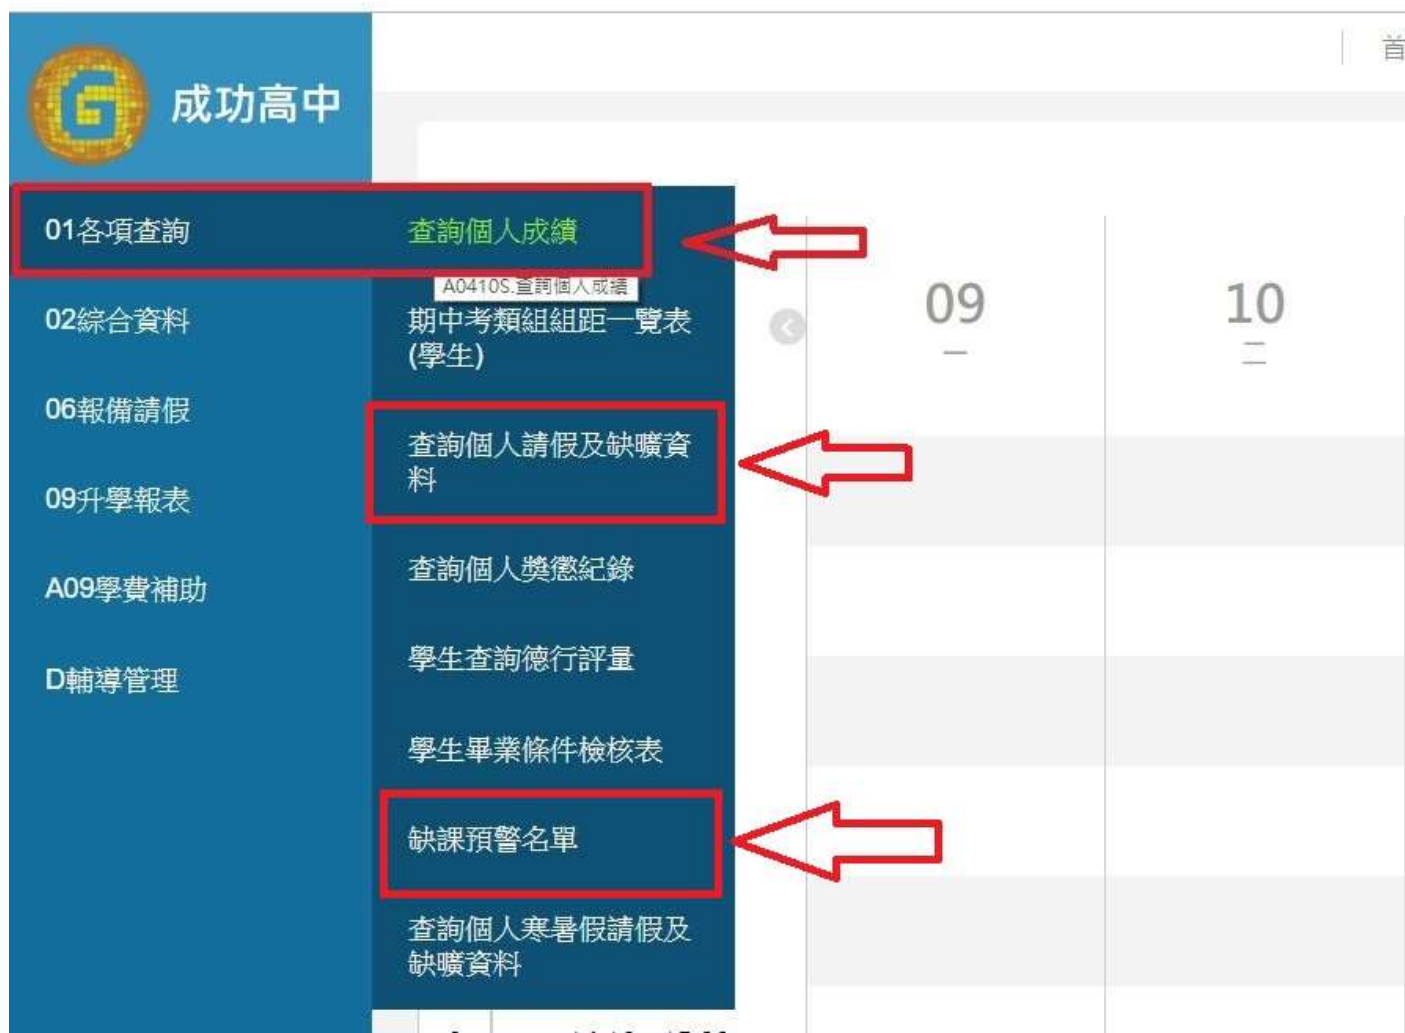 首
G
成功高中
01各項查詢
查詢個人成績
A0410S.查詢個人成績
02綜合資料
期中考類組組距一覽表
(學生)
09
10
一
二
06報備請假
查詢個人請假及缺曠資
料
09升學報表
查詢個人獎懲紀錄
A09學費補助
學生查詢德行評量
D輔導管理
學生畢業條件檢核表
缺課預警名單
查詢個人寒暑假請假及
缺曠資料